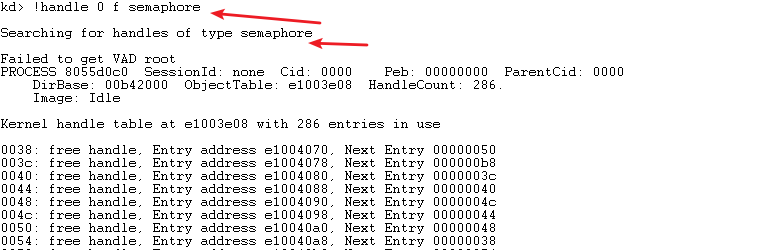 kd> !handle 0 f semaphore
Searching for handles of type semaphore
Failed to get VAD root
PROCESS 8055d0c0 SessionId: none Cid: 0000 Peb: 00000000 ParentCid: 0000
DirBase: 00b42000 ObjectTable: e1003e08 HandleCount: 286.
Image: Idle
Kernel handle table at e1003e08 with 286 entries in use
0038: free handle, Entry address e1004070, Next Entry 00000050
003c: free handle, Entry address e1004078, Next Entry 000000b8
0040: free handle, Entry address e1004080, Next Entry 0000003c
0044: free handle, Entry address e1004088, Next Entry 00000040
0048: free handle, Entry address e1004090, Next Entry 0000004c
004c: free handle, Entry address e1004098, Next Entry 00000044
0050: free handle, Entry address e10040a0, Next Entry 00000048
0054: free handle, Entry address e10040a8, Next Entry 00000038